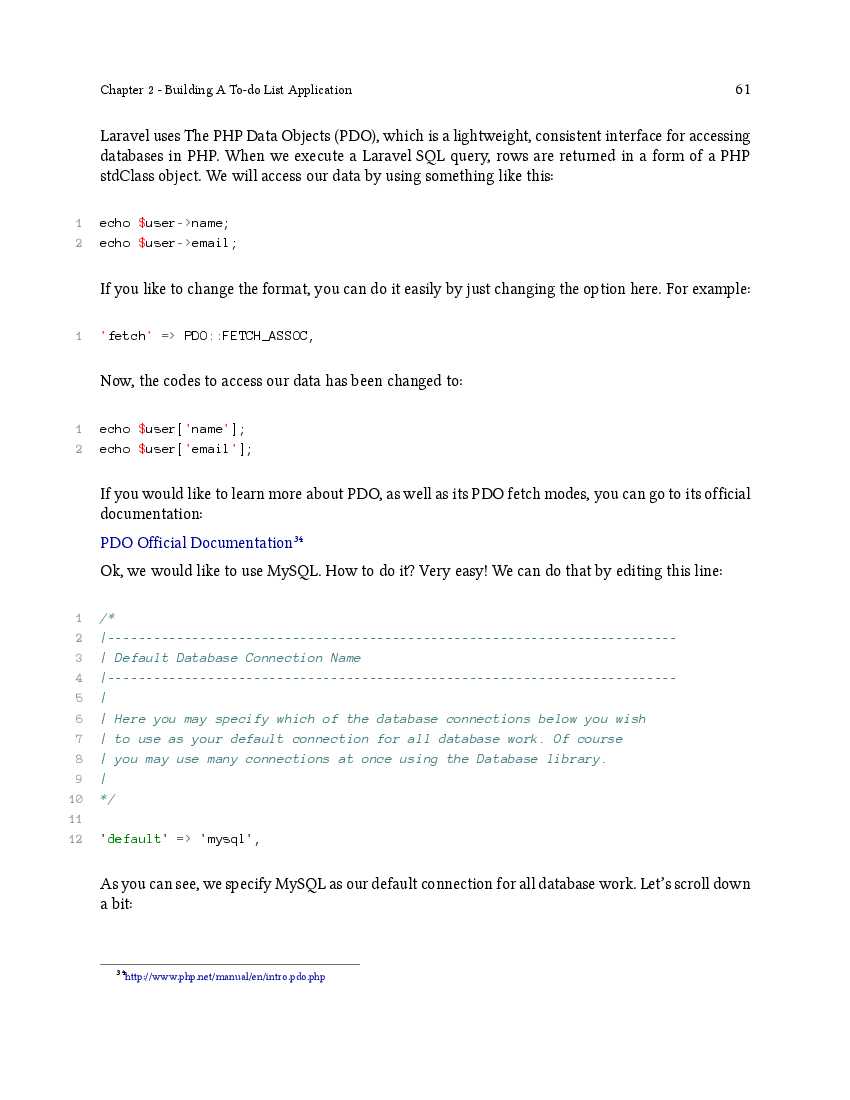 Chapter 2 - Building A To-do List Application 61
Laravel uses The PHP Data Objects (PDO), which is a lightweight, consistent interface for accessing
databases in PHP. When we execute a Laravel SQL query, rows are returned in a form of a PHP
stdClass object. We will access our data by using something like this:
1 echo $user->name;
2 echo $user->email;
If you like to change the format, you can do it easily by just changing the option here. For example:
1 'fetch' => PDO::FETCH_ASSOC,
Now, the codes to access our data has been changed to:
1 echo $user['name'];
2 echo $user['email'];
If you would like to learn more about PDO, as well as its PDO fetch modes, you can go to its official
documentation:
PDO Official Documentation³⁴
Ok, we would like to use MySQL. How to do it? Very easy! We can do that by editing this line:
1 /*
2 |--------------------------------------------------------------------------
3 | Default Database Connection Name
4 |--------------------------------------------------------------------------
5 |
6 | Here you may specify which of the database connections below you wish
7 | to use as your default connection for all database work. Of course
8 | you may use many connections at once using the Database library.
9 |
10 */
11
12 'default' => 'mysql',
As you can see, we specify MySQL as our default connection for all database work. Let's scroll down
a bit:
³⁴http://www.php.net/manual/en/intro.pdo.php